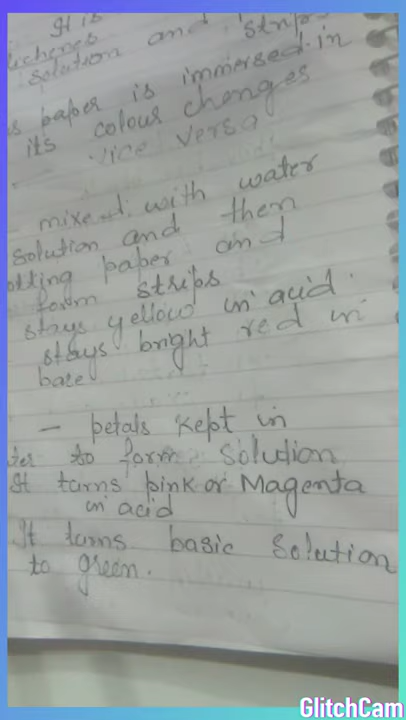 It is
solution and strips
s paper is immersed in
its colour changes
vice versa
mixed with water
solution and then
otting paper and
form strips
stays yellow in acid.
stays bright red in
base
- petals kept in
ter to form solution
It turns pink or Magenta
in acid
It turns basic solution
to green.
GlitchCam